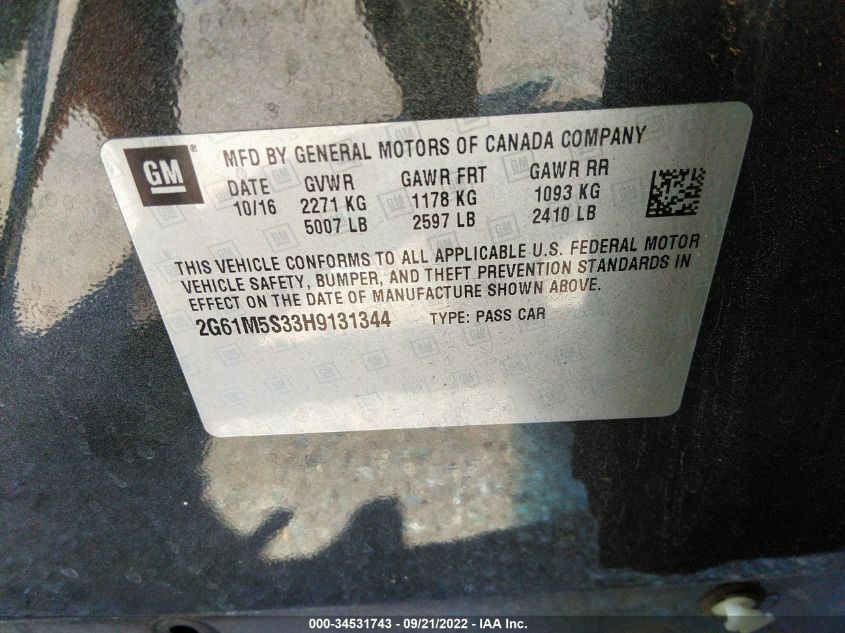 GM ® MFD BY GENERAL MOTORS OF CANADA COMPANY
DATE GVWR GAWR FRT GAWR RR
10/16 2271 KG 1178 KG 1093 KG
5007 LB 2597 LB 2410 LB
THIS VEHICLE CONFORMS TO ALL APPLICABLE U.S. FEDERAL MOTOR
VEHICLE SAFETY, BUMPER, AND THEFT PREVENTION STANDARDS IN
EFFECT ON THE DATE OF MANUFACTURE SHOWN ABOVE.
2G61M5S33H9131344 TYPE: PASS CAR
000-34531743 - 09/21/2022 - IAA Inc.